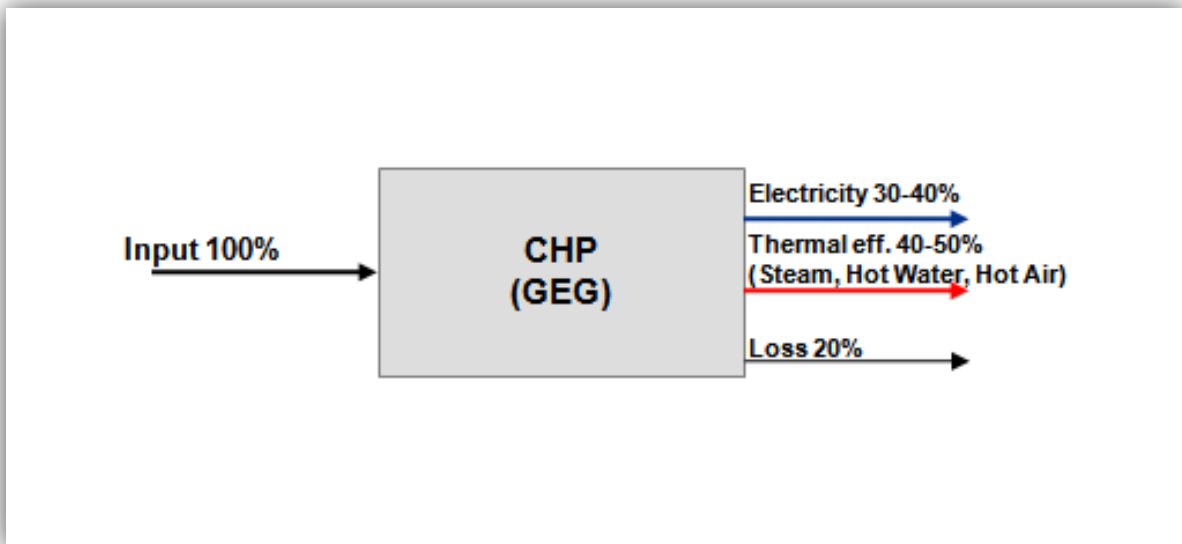 Input 100%
CHP
(GEG)
Electricity 30-40%
Thermal eff. 40-50%
(Steam, Hot Water, Hot Air)
Loss 20%